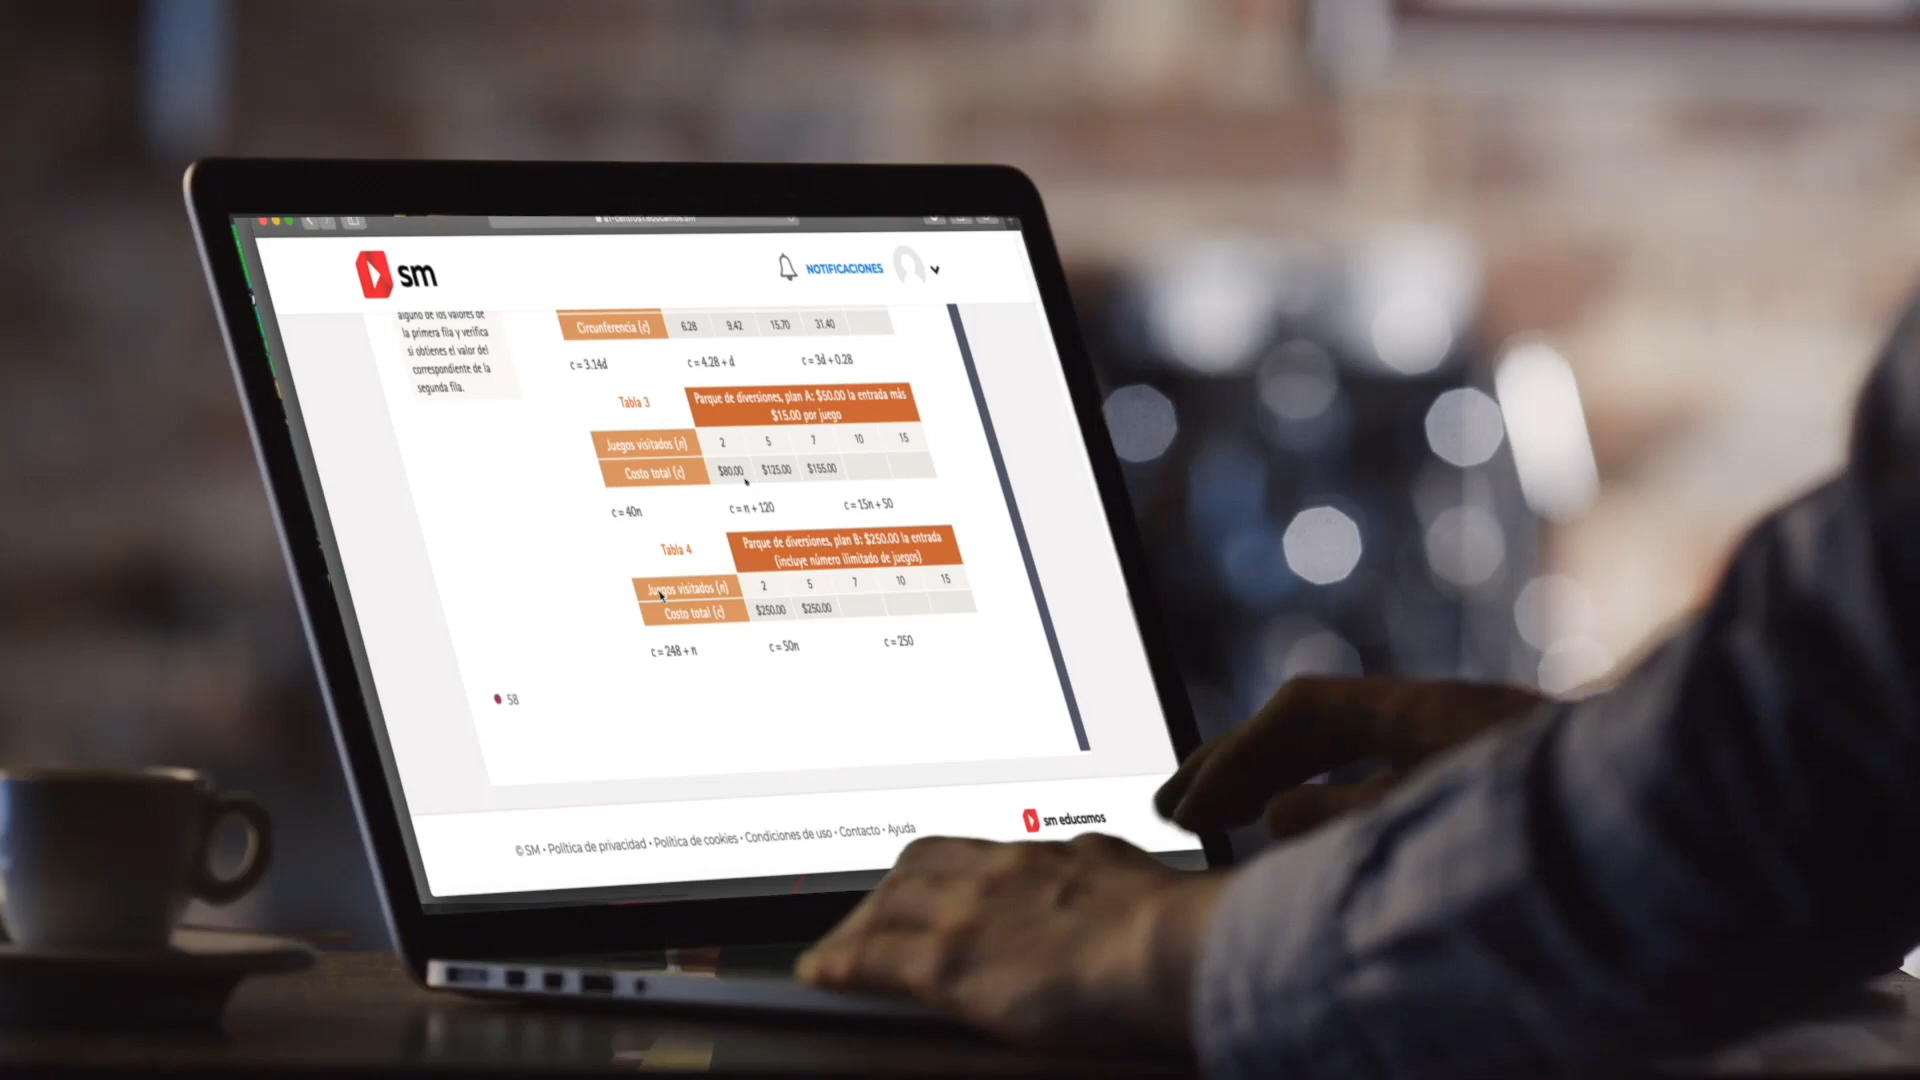 sm
NOTIFICACIONES
alguno de los valores de
la primera fila y verifica
si obtienes el valor del
correspondiente de la
segunda fila.
Circunferencia (c) 6.28 9.42 15.70 31.40
c = 3.14d c = 4.28 + d c = 3d + 0.28
Tabla 3
Parque de diversiones, plan A: $50.00 la entrada más
$15.00 por juego
Juegos visitados (n) 2 5 7 10 15
Costo total (c) $80.00 $125.00 $155.00
c = 40n c = n + 120 c = 15n + 50
Tabla 4
Parque de diversiones, plan B: $250.00 la entrada
(incluye número ilimitado de juegos)
Juegos visitados (n) 2 5 7 10 15
Costo total (c) $250.00 $250.00
c = 248 + n c = 50n c = 250
58
© SM • Política de privacidad • Política de cookies • Condiciones de uso • Contacto • Ayuda
sm educamos